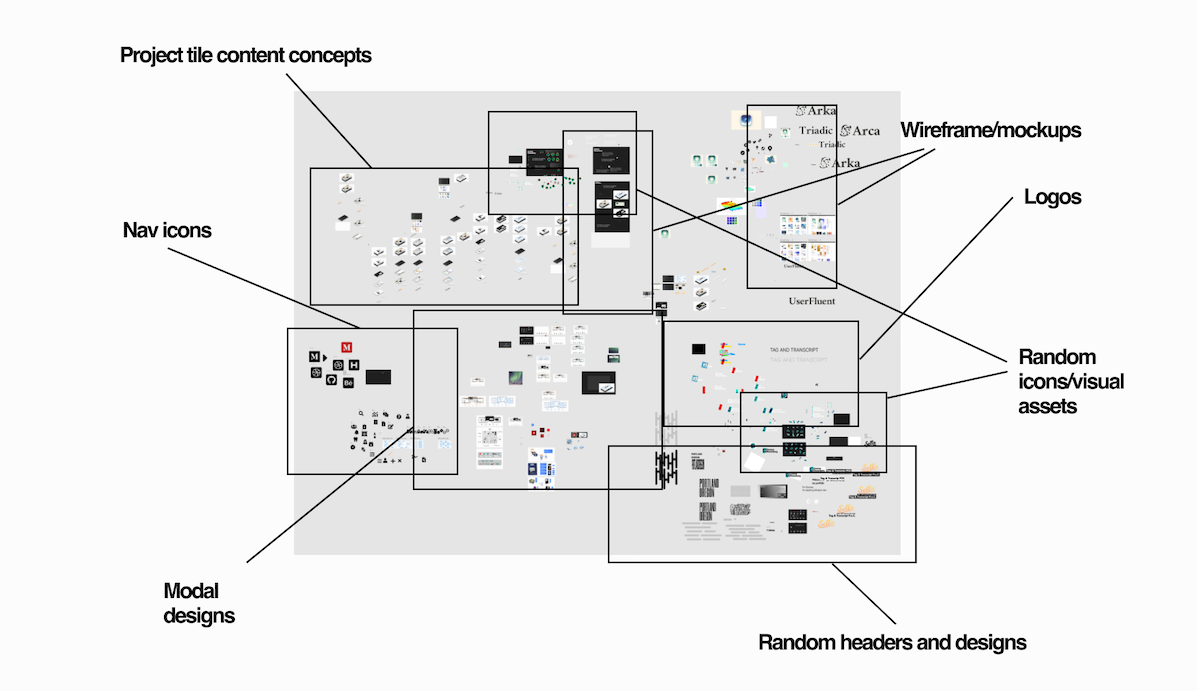 Project tile content concepts
Arka
Triadic
Arca
Triadic
Arka
Wireframe/mockups
Logos
Nav icons
UserFluent
M
M
H
Bē
TAG AND TRANSCRIPT
TAG AND TRANSCRIPT
Random
icons/visual
assets
PORTLAND
OREGON
PORTLAND
OREGON
Modal
designs
Random headers and designs